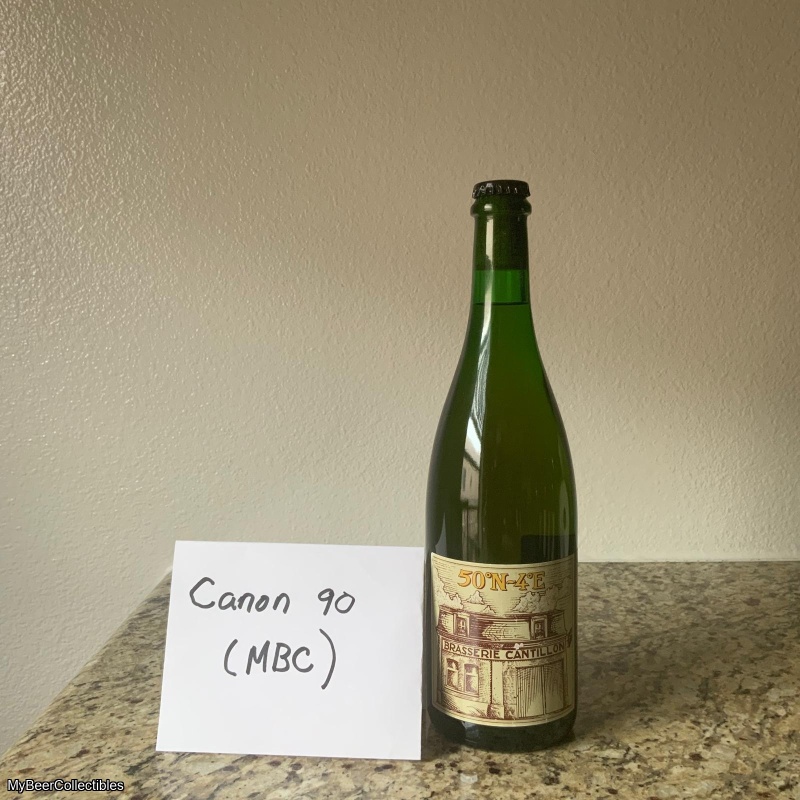 Canon 90
(MBC)
50°N-4°E
BRASSERIE CANTILLON
MyBeerCollectibles